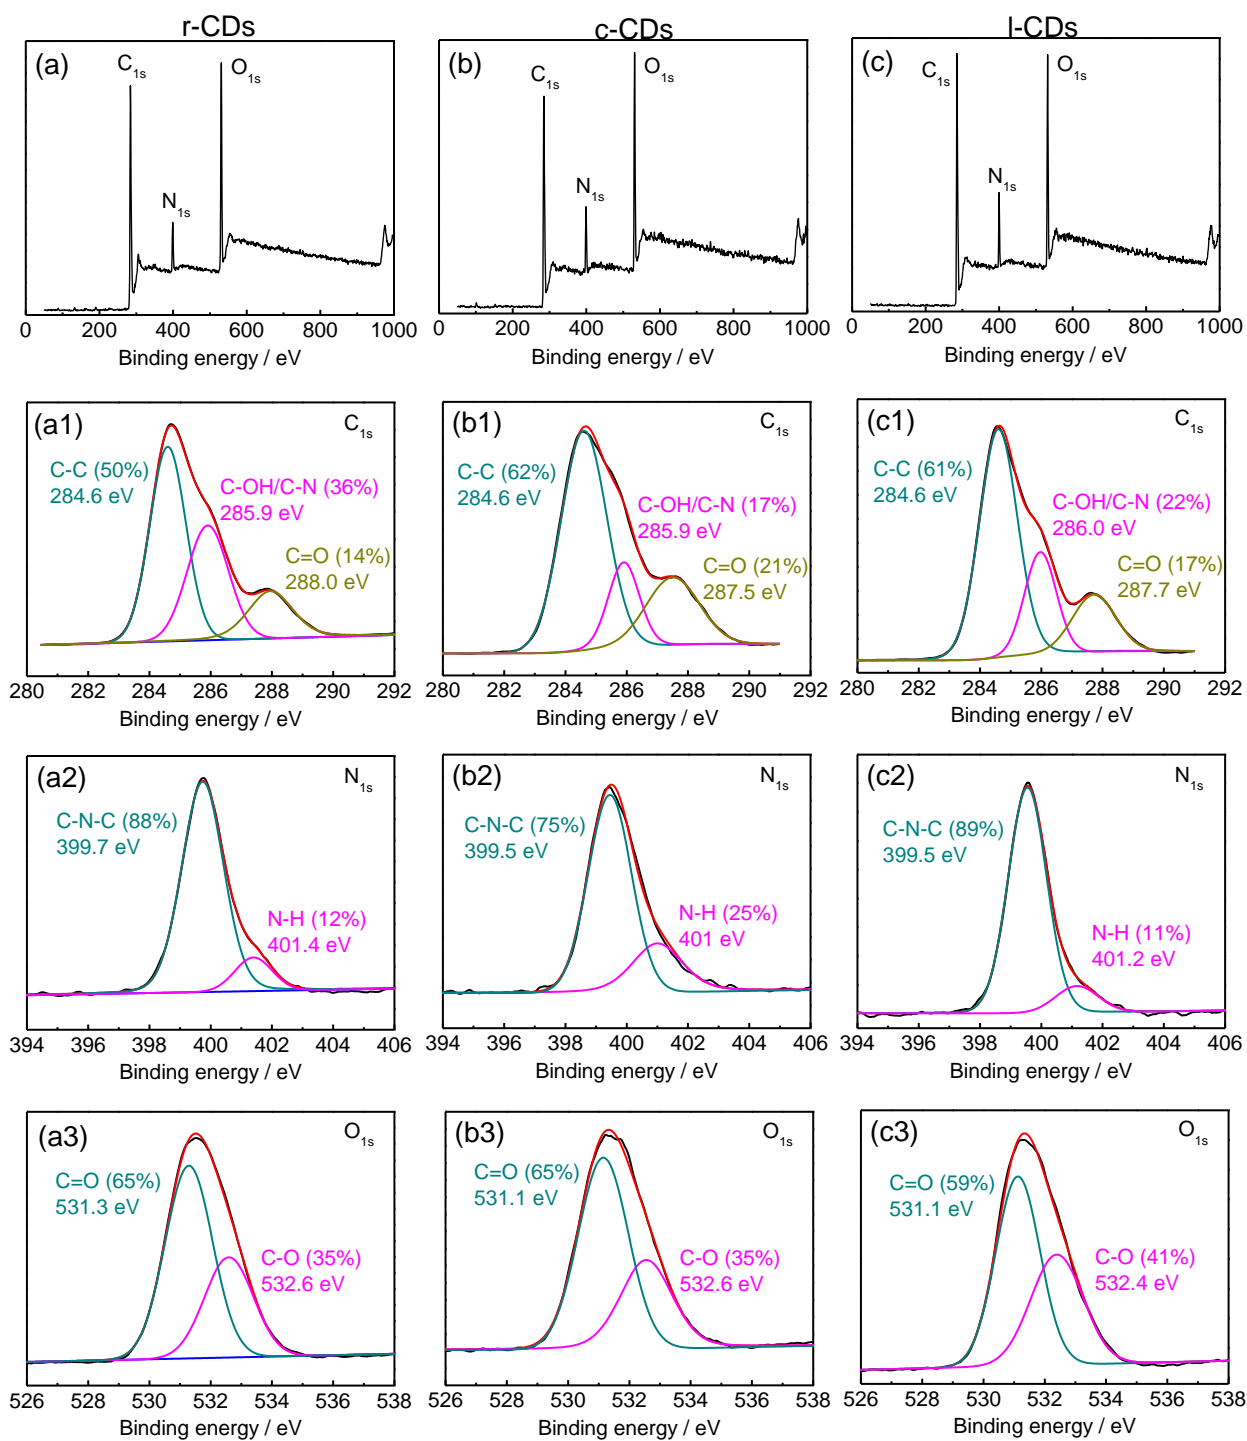 r-CDs
c-CDs
l-CDs
(a)
C1s
O1s
N1s
0 200 400 600 800 1000
Binding energy / eV
(b)
C1s
O1s
N1s
0 200 400 600 800 1000
Binding energy / eV
(c)
C1s
O1s
N1s
0 200 400 600 800 1000
Binding energy / eV
(a1)
C1s
C-C (50%)
284.6 eV
C-OH/C-N (36%)
285.9 eV
C=O (14%)
288.0 eV
280 282 284 286 288 290 292
Binding energy / eV
(b1)
C1s
C-C (62%)
284.6 eV
C-OH/C-N (17%)
285.9 eV
C=O (21%)
287.5 eV
280 282 284 286 288 290 292
Binding energy / eV
(c1)
C1s
C-C (61%)
284.6 eV
C-OH/C-N (22%)
286.0 eV
C=O (17%)
287.7 eV
280 282 284 286 288 290 292
Binding energy / eV
(a2)
N1s
C-N-C (88%)
399.7 eV
N-H (12%)
401.4 eV
394 396 398 400 402 404 406
Binding energy / eV
(b2)
N1s
C-N-C (75%)
399.5 eV
N-H (25%)
401 eV
394 396 398 400 402 404 406
Binding energy / eV
(c2)
N1s
C-N-C (89%)
399.5 eV
N-H (11%)
401.2 eV
394 396 398 400 402 404 406
Binding energy / eV
(a3)
O1s
C=O (65%)
531.3 eV
C-O (35%)
532.6 eV
526 528 530 532 534 536 538
Binding energy / eV
(b3)
O1s
C=O (65%)
531.1 eV
C-O (35%)
532.6 eV
526 528 530 532 534 536 538
Binding energy / eV
(c3)
O1s
C=O (59%)
531.1 eV
C-O (41%)
532.4 eV
526 528 530 532 534 536 538
Binding energy / eV